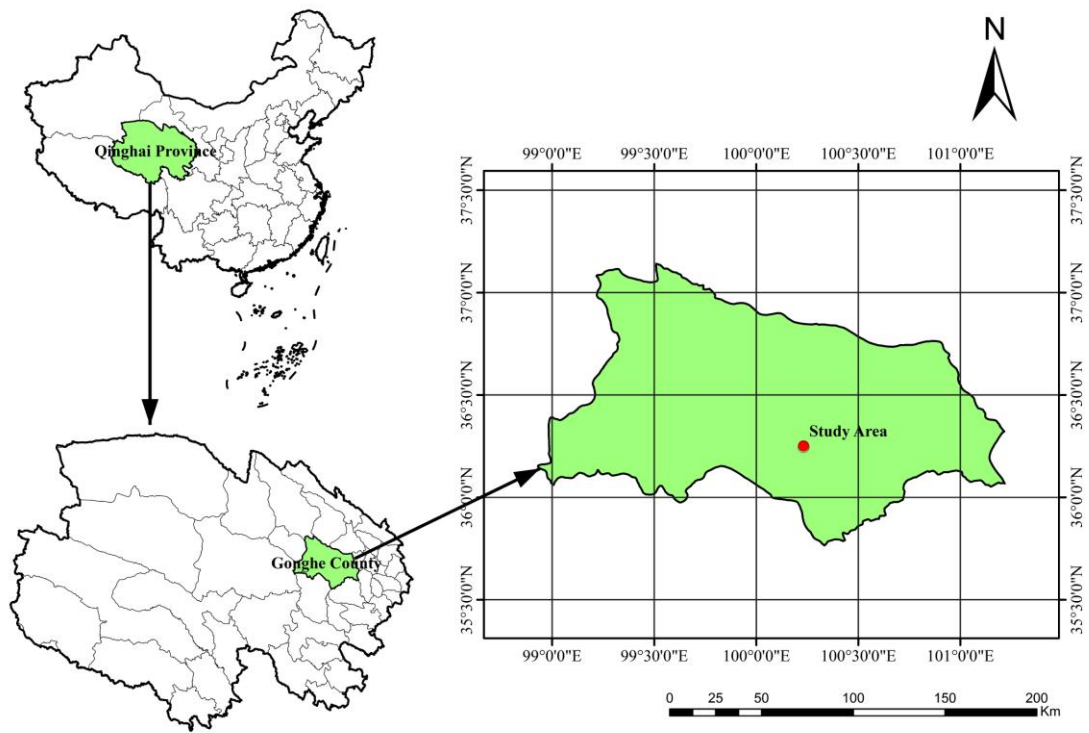 N
Qinghai Province
99°0'0"E 99°30'0"E 100°0'0"E 100°30'0"E 101°0'0"E
37°30'0"N
37°30'0"N
37°0'0"N
37°0'0"N
36°30'0"N
36°30'0"N
Study Area
36°0'0"N
36°0'0"N
Gonghe County
35°30'0"N
35°30'0"N
99°0'0"E 99°30'0"E 100°0'0"E 100°30'0"E 101°0'0"E
0 25 50 100 150 200
Km